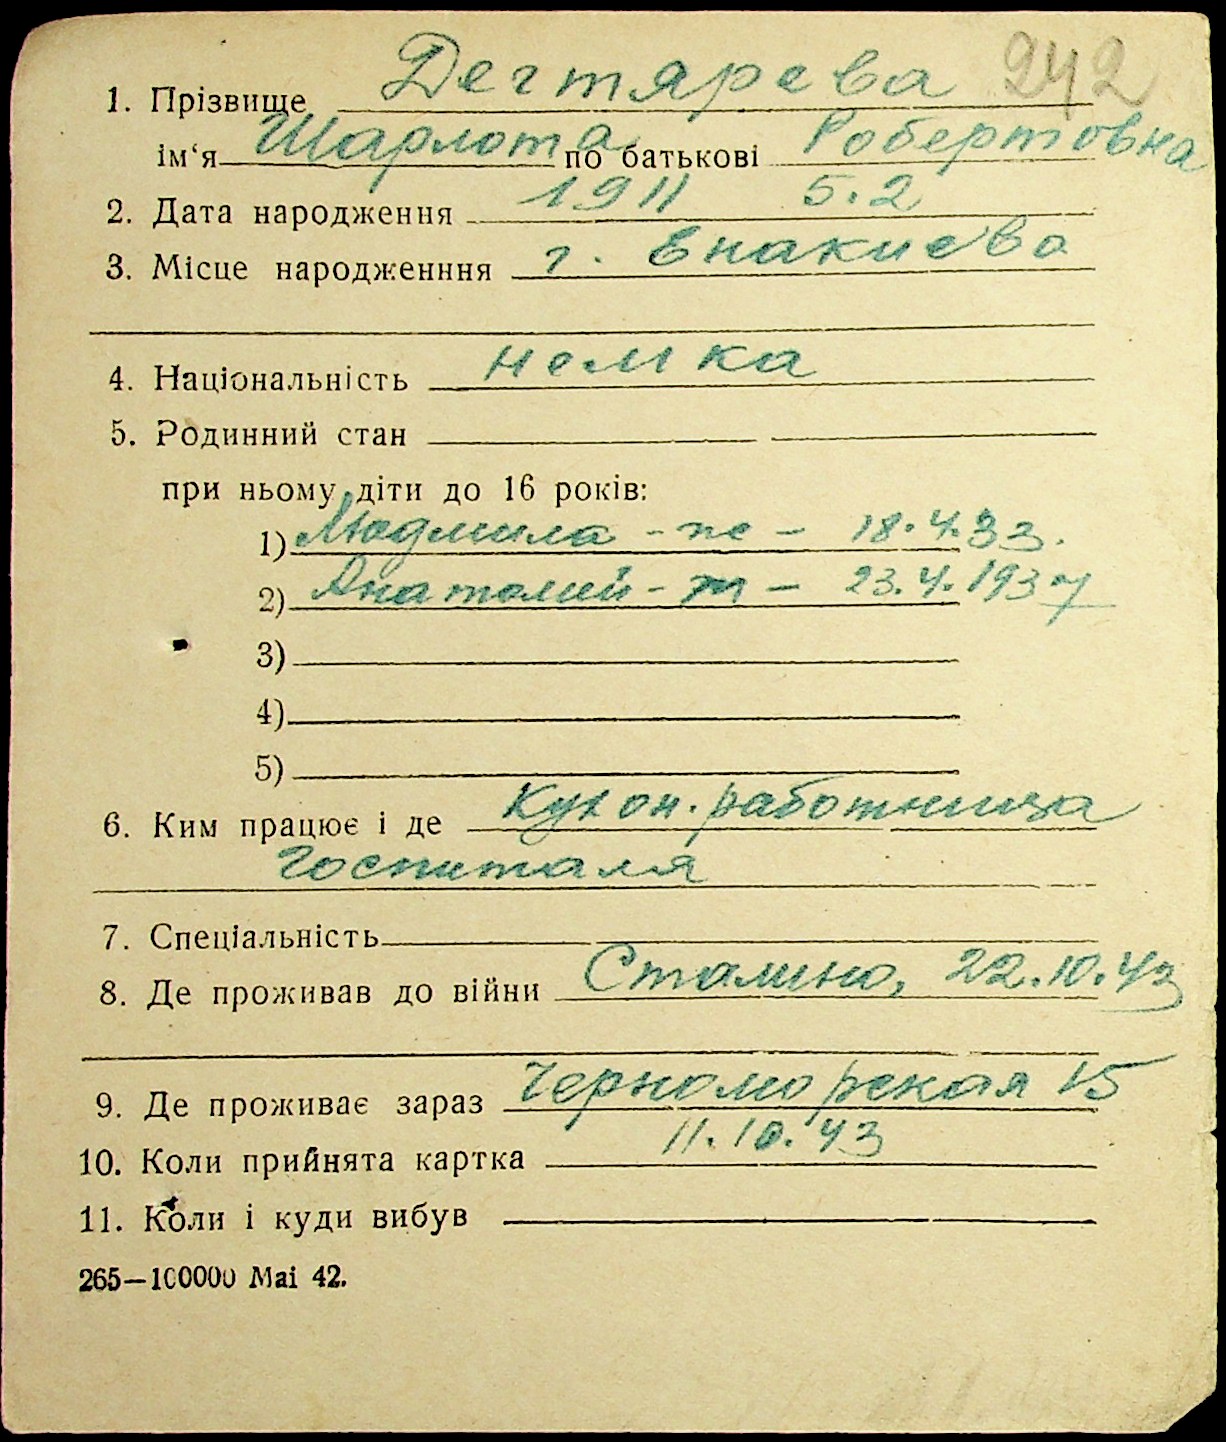 242
1. Прізвище Дегтярева
ім‘я Шарлота по батькові Робертовна
2. Дата народження 1911 5.2
3. Місце народженння г. Енакиево
4. Національність немка
5. Родинний стан
при ньому діти до 16 років:
1) Людмила - ж - 18.4.33.
2) Анатолий - м - 23.4.1937
3)
4)
5)
6. Ким працює і де Кухон. работница
госпиталя
7. Спеціальність
8. Де проживав до війни Сталино, 22.10.43
9. Де проживає зараз Черноморская 15
10. Коли прийнята картка 11.10.43
11. Коли і куди вибув
265—100000 Mai 42.